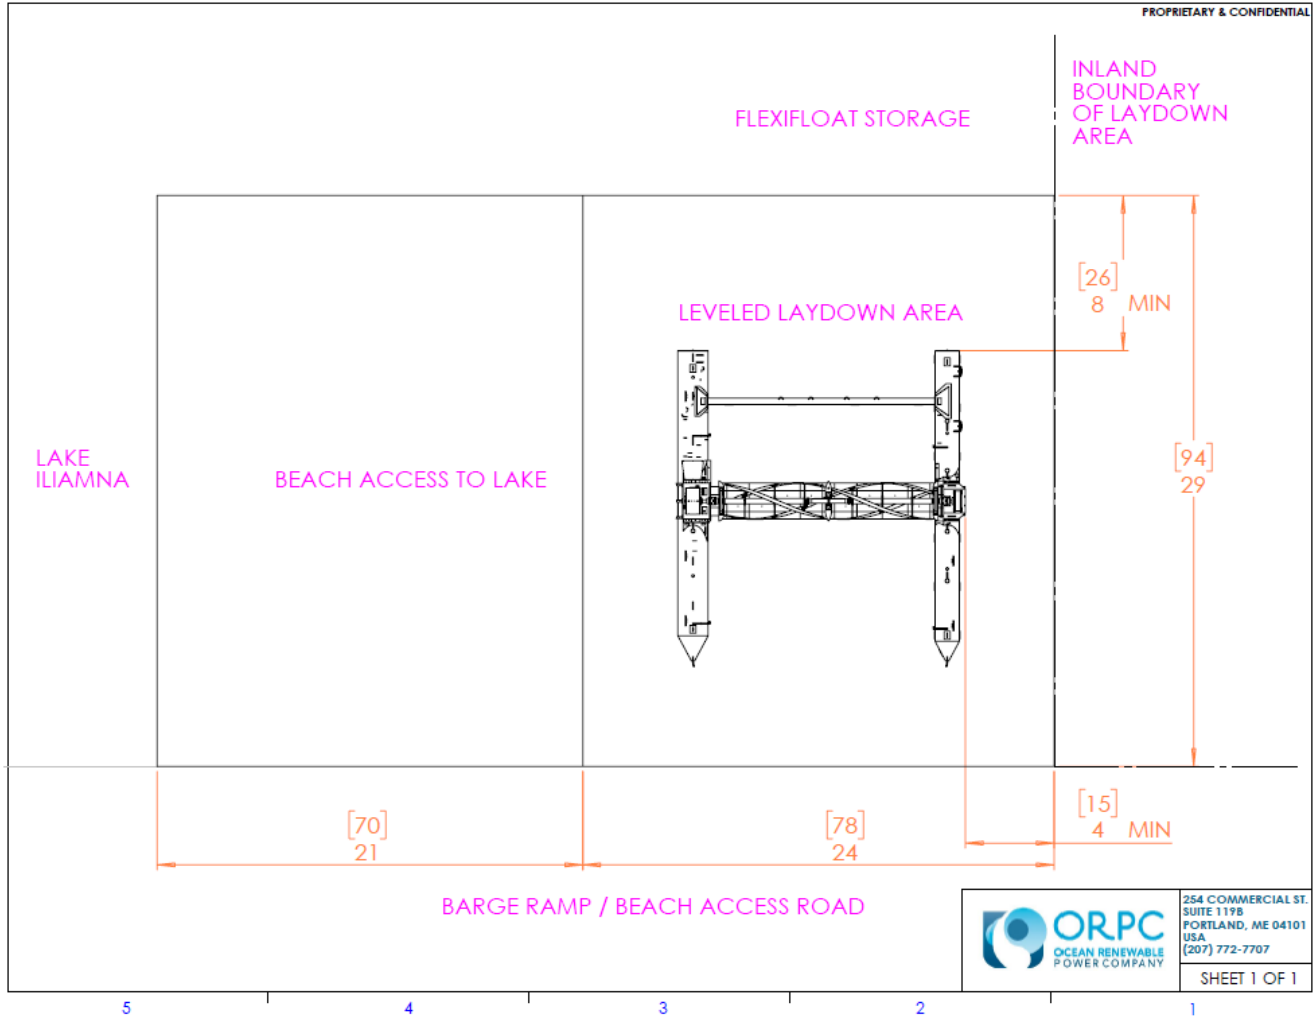 PROPRIETARY & CONFIDENTIAL
INLAND
BOUNDARY
OF LAYDOWN
AREA
FLEXIFLOAT STORAGE
[26]
8 MIN
LEVELED LAYDOWN AREA
LAKE
ILIAMNA
BEACH ACCESS TO LAKE
[94]
29
[70]
21
[78]
24
[15]
4 MIN
BARGE RAMP / BEACH ACCESS ROAD
ORPC
OCEAN RENEWABLE
POWER COMPANY
254 COMMERCIAL ST.
SUITE 119B
PORTLAND, ME 04101
USA
(207) 772-7707
SHEET 1 OF 1
5 4 3 2 1